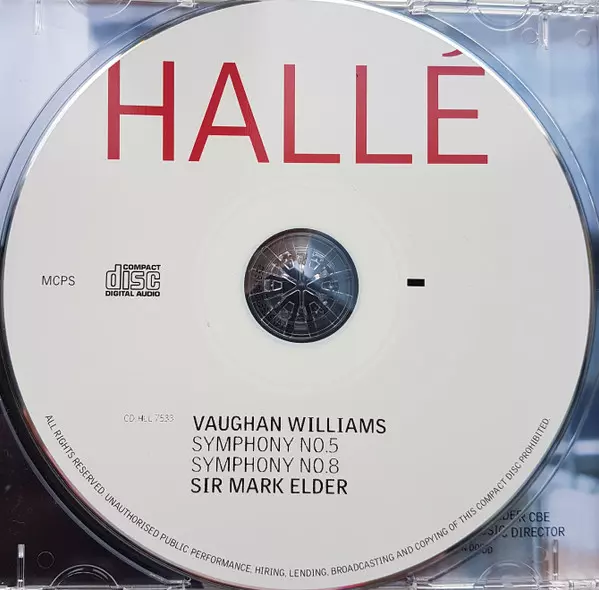 HALLÉ
MCPS
COMPACT
disc
DIGITAL AUDIO
CD HLL 7533
VAUGHAN WILLIAMS
SYMPHONY NO.5
SYMPHONY NO.8
SIR MARK ELDER
ALL RIGHTS RESERVED. UNAUTHORISED PUBLIC PERFORMANCE, HIRING, LENDING, BROADCASTING AND COPYING OF THIS COMPACT DISC PROHIBITED.
CBE
DIRECTOR